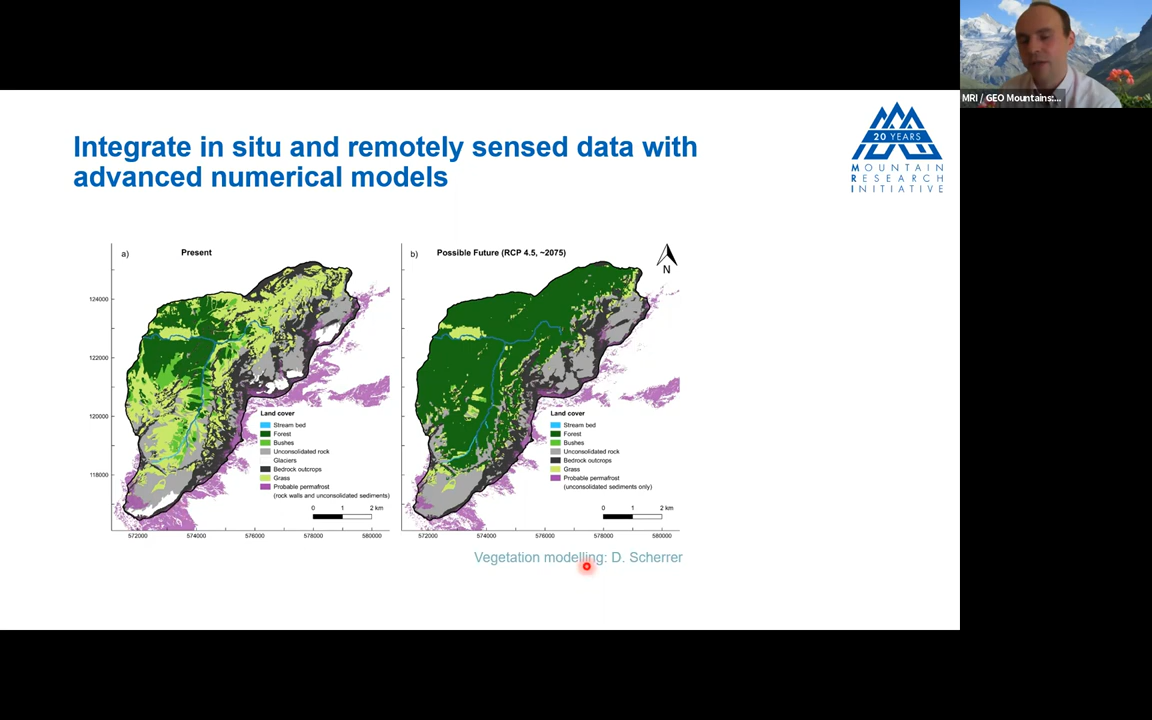 MRI / GEO Mountains:...
Integrate in situ and remotely sensed data with
advanced numerical models
20 YEARS
MOUNTAIN
RESEARCH
INITIATIVE
a) Present
124000
122000
120000
118000
572000 574000 576000 578000 580000
Land cover
Stream bed
Forest
Bushes
Unconsolidated rock
Glaciers
Bedrock outcrops
Grass
Probable permafrost
(rock walls and unconsolidated sediments)
0 1 2 km
b) Possible Future (RCP 4.5, ~2075)
N
Land cover
Stream bed
Forest
Bushes
Unconsolidated rock
Bedrock outcrops
Grass
Probable permafrost
(unconsolidated sediments only)
0 1 2 km
572000 574000 576000 578000 580000
Vegetation modelling: D. Scherrer